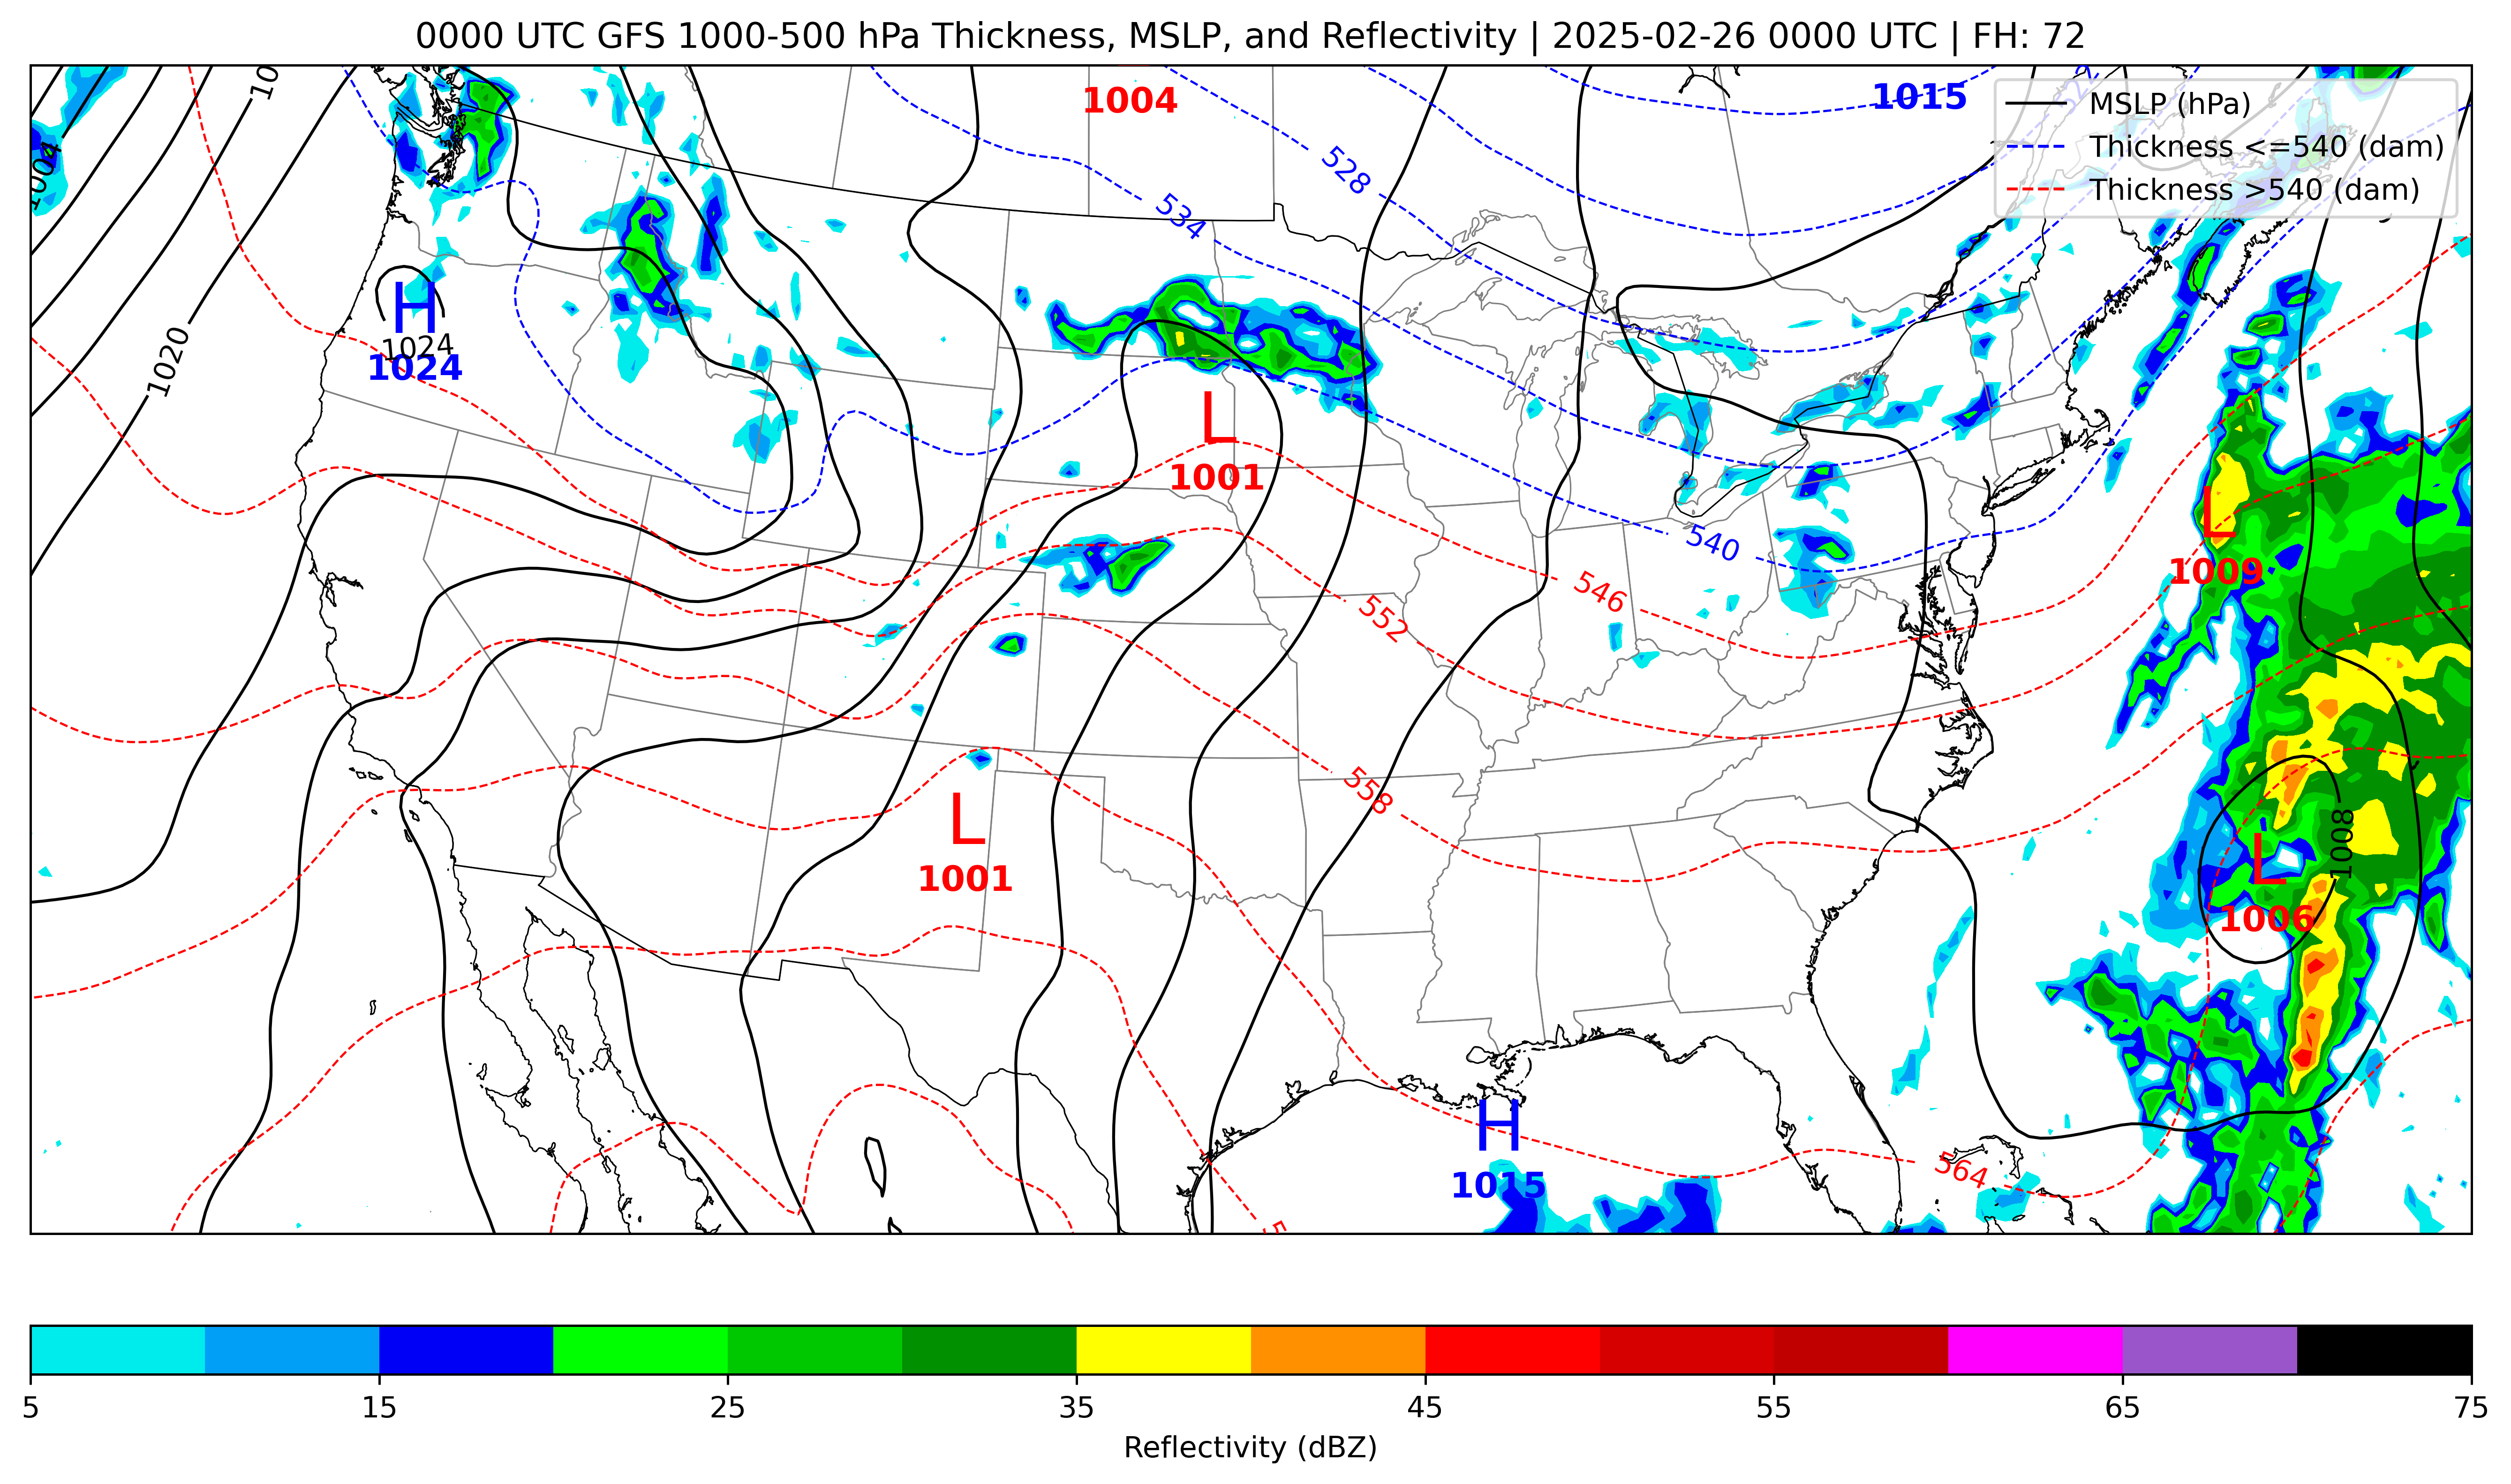 0000 UTC GFS 1000-500 hPa Thickness, MSLP, and Reflectivity | 2025-02-26 0000 UTC | FH: 72
MSLP (hPa)
Thickness <=540 (dam)
Thickness >540 (dam)
1004
1015
1004
528
534
1020
H
1024
1024
L
1001
L
1009
540
546
552
558
L
1001
1008
L
1006
H
1015
564
5 15 25 35 45 55 65 75
Reflectivity (dBZ)